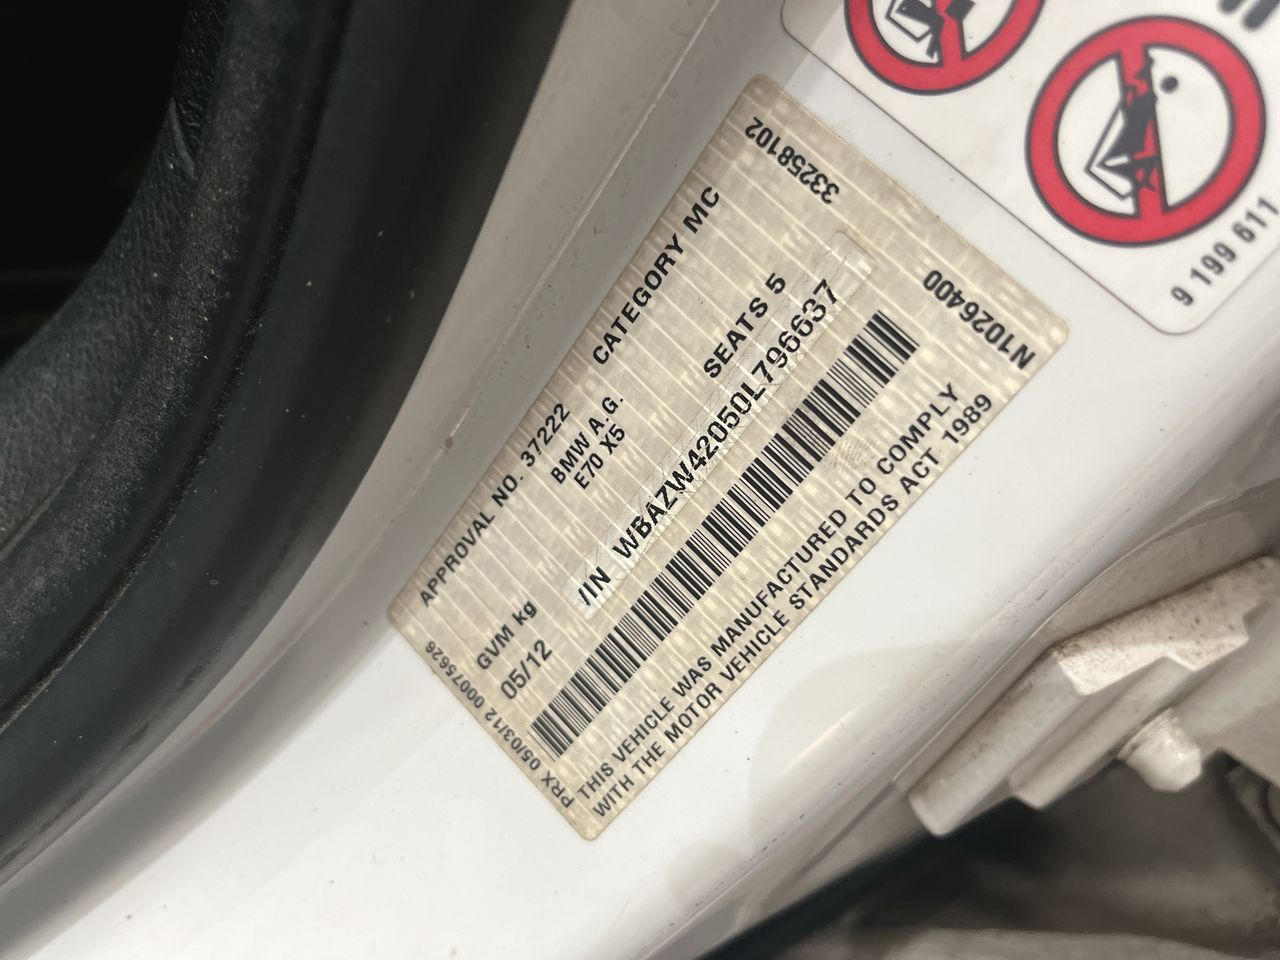 APPROVAL NO. 37222
CATEGORY MC
33258102
GVM kg
BMW A.G.
SEATS 5
05/12
E70 X5
VIN WBAZW42050L796637
N1026400
THIS VEHICLE WAS MANUFACTURED TO COMPLY
WITH THE MOTOR VEHICLE STANDARDS ACT 1989
PRX 05/03/12 00075626
9 199 611